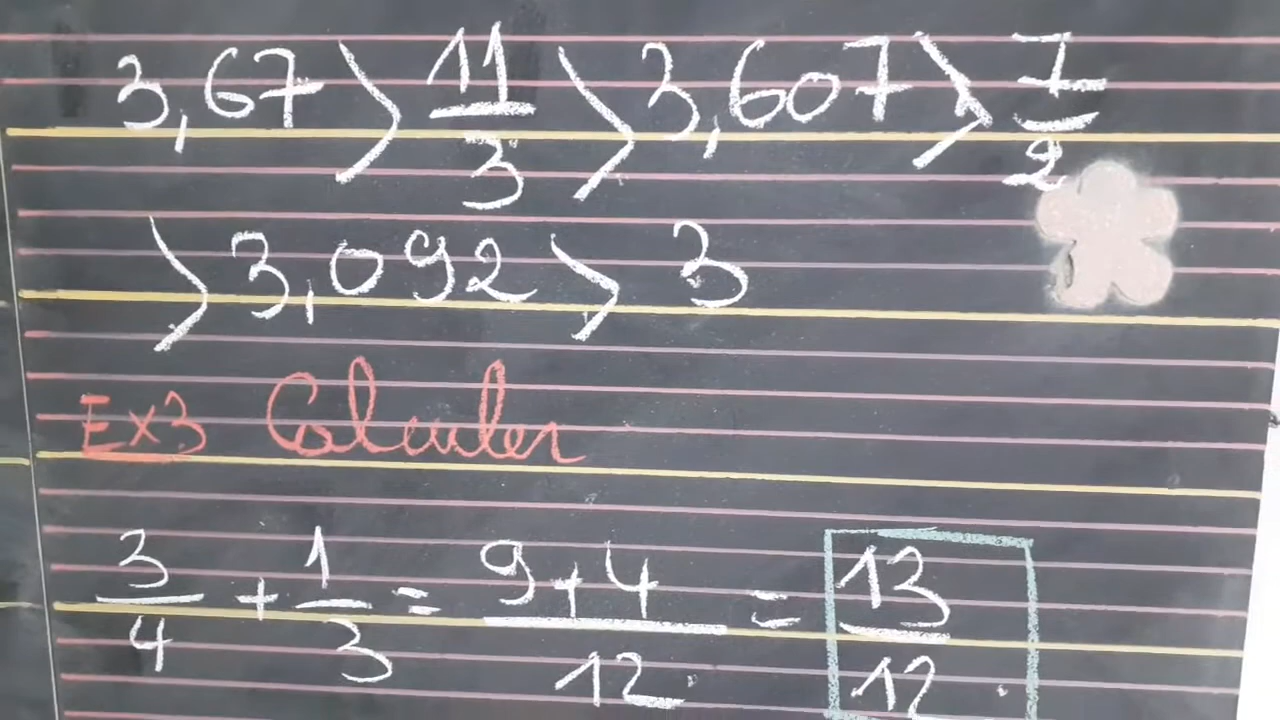 3,67 > 11/3 > 3,607 > 7/2
> 3,092 > 3
Ex3 Calculer
3/4 + 1/3 = 9+4/12 = 13/12.